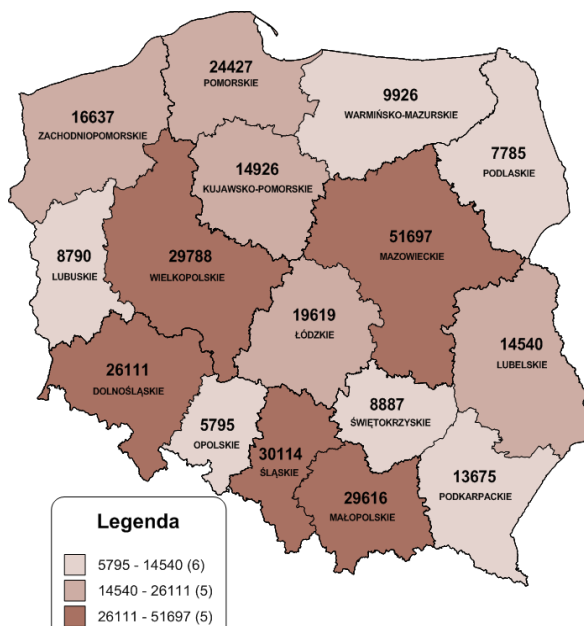 24427
POMORSKIE
9926
WARMIŃSKO-MAZURSKIE
16637
ZACHODNIOPOMORSKIE
7785
PODLASKIE
14926
KUJAWSKO-POMORSKIE
51697
MAZOWIECKIE
8790
LUBUSKIE
29788
WIELKOPOLSKIE
19619
ŁÓDZKIE
14540
LUBELSKIE
26111
DOLNOŚLĄSKIE
5795
OPOLSKIE
8887
ŚWIĘTOKRZYSKIE
30114
ŚLĄSKIE
29616
MAŁOPOLSKIE
13675
PODKARPACKIE
Legenda
5795 - 14540 (6)
14540 - 26111 (5)
26111 - 51697 (5)